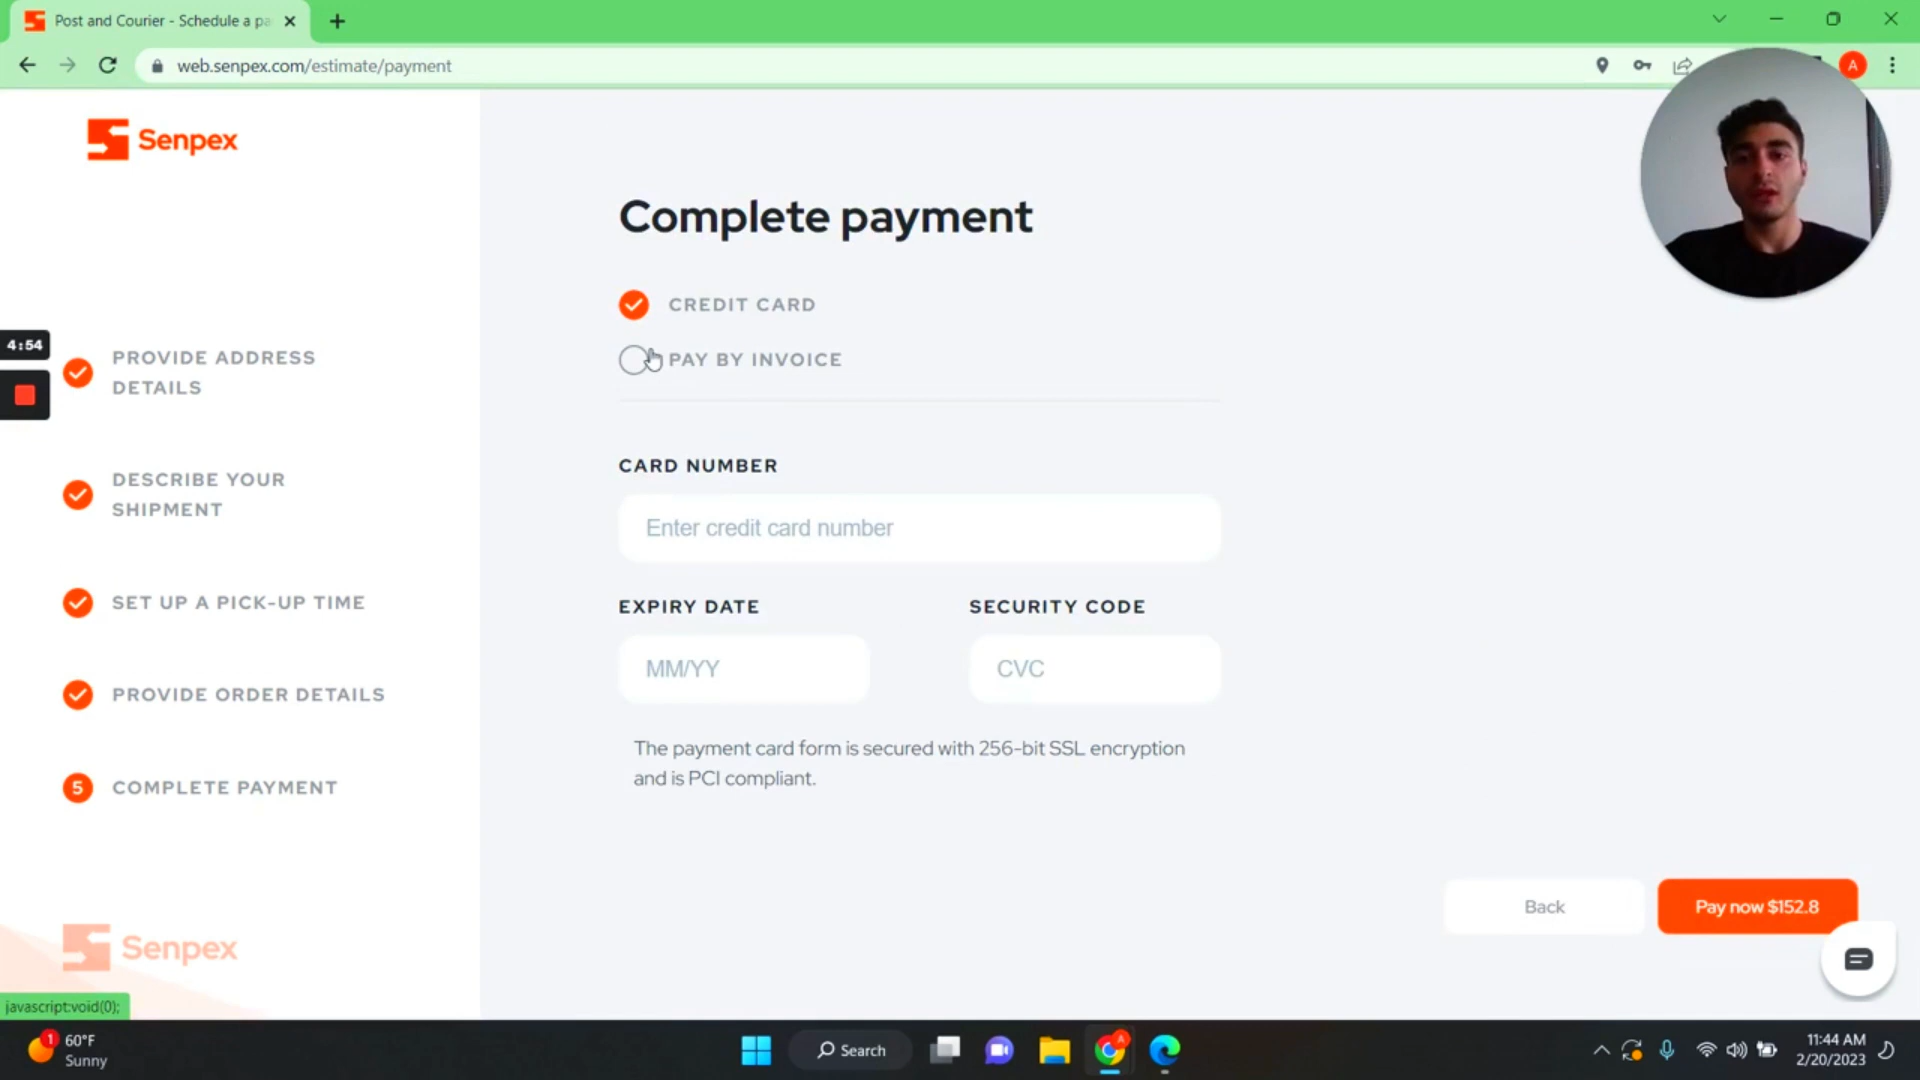 Post and Courier - Schedule a pa
web.senpex.com/estimate/payment
A
Senpex
Complete payment
CREDIT CARD
PAY BY INVOICE
4:54
PROVIDE ADDRESS
DETAILS
DESCRIBE YOUR
SHIPMENT
SET UP A PICK-UP TIME
PROVIDE ORDER DETAILS
5 COMPLETE PAYMENT
CARD NUMBER
Enter credit card number
EXPIRY DATE
SECURITY CODE
MM/YY
CVC
The payment card form is secured with 256-bit SSL encryption
and is PCI compliant.
Back
Pay now $152.8
Senpex
javascript:void(0);
1
60°F
Sunny
Search
A
11:44 AM
2/20/2023